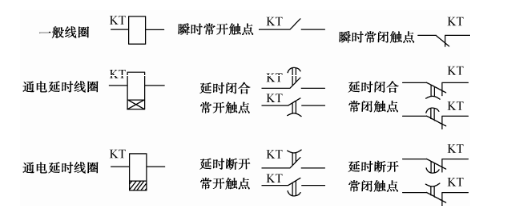 一般线圈 KT 瞬时常开触点 KT 瞬时常闭触点 KT
通电延时线圈 KT 延时闭合 KT 延时闭合 KT
常开触点 KT 常闭触点 KT
通电延时线圈 KT 延时断开 KT 延时断开 KT
常开触点 KT 常闭触点 KT